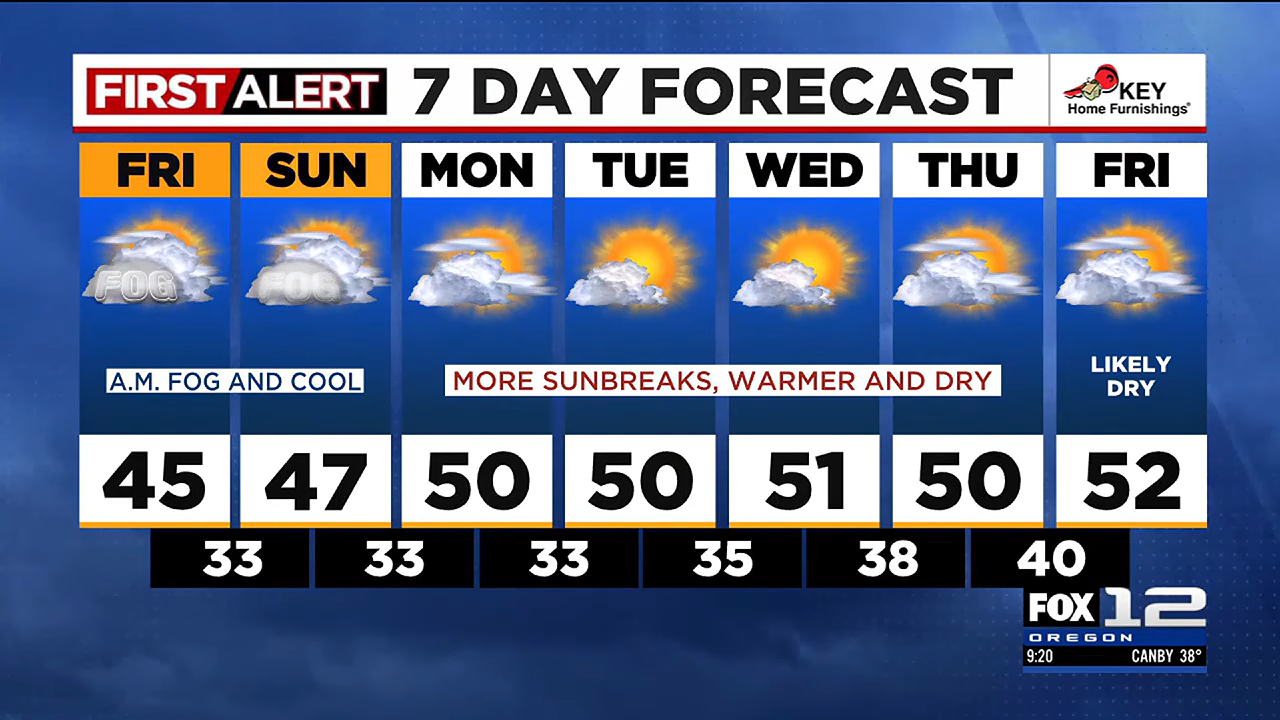 FIRST ALERT 7 DAY FORECAST
KEY
Home Furnishings®
FRI SUN MON TUE WED THU FRI
FOG FOG
A.M. FOG AND COOL
MORE SUNBREAKS, WARMER AND DRY
LIKELY
DRY
45 47 50 50 51 50 52
33 33 33 35 38 40
FOX 12
OREGON
9:20 CANBY 38°